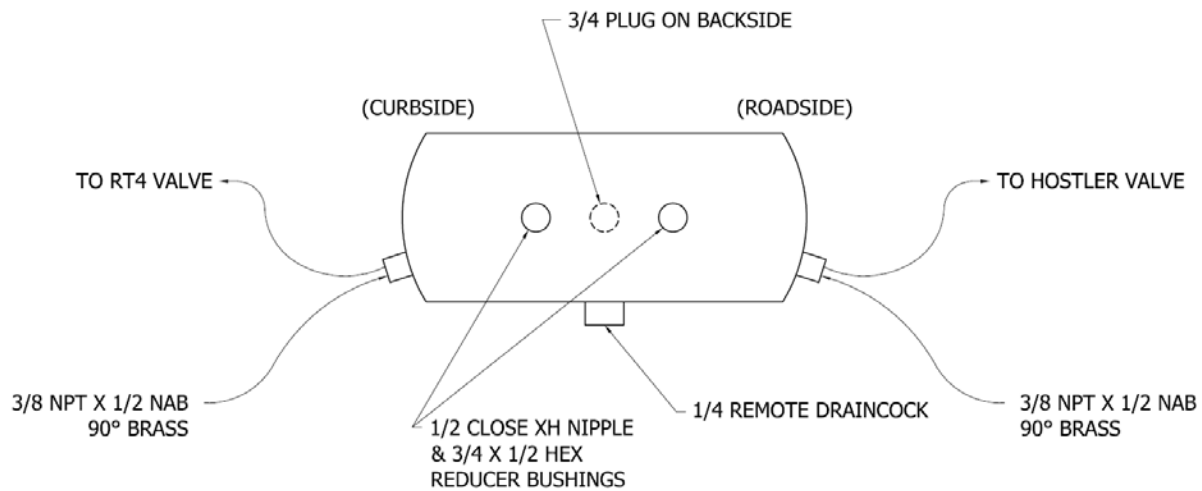 3/4 PLUG ON BACKSIDE
(CURBSIDE)
(ROADSIDE)
TO RT4 VALVE
TO HOSTLER VALVE
3/8 NPT X 1/2 NAB
90° BRASS
1/2 CLOSE XH NIPPLE
& 3/4 X 1/2 HEX
REDUCER BUSHINGS
1/4 REMOTE DRAINCOCK
3/8 NPT X 1/2 NAB
90° BRASS